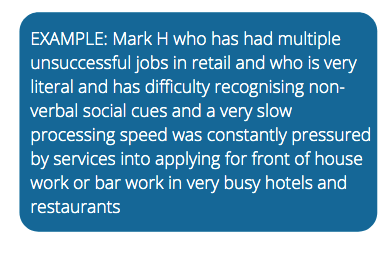 EXAMPLE: Mark H who has had multiple
unsuccessful jobs in retail and who is very
literal and has difficulty recognising non-
verbal social cues and a very slow
processing speed was constantly pressured
by services into applying for front of house
work or bar work in very busy hotels and
restaurants